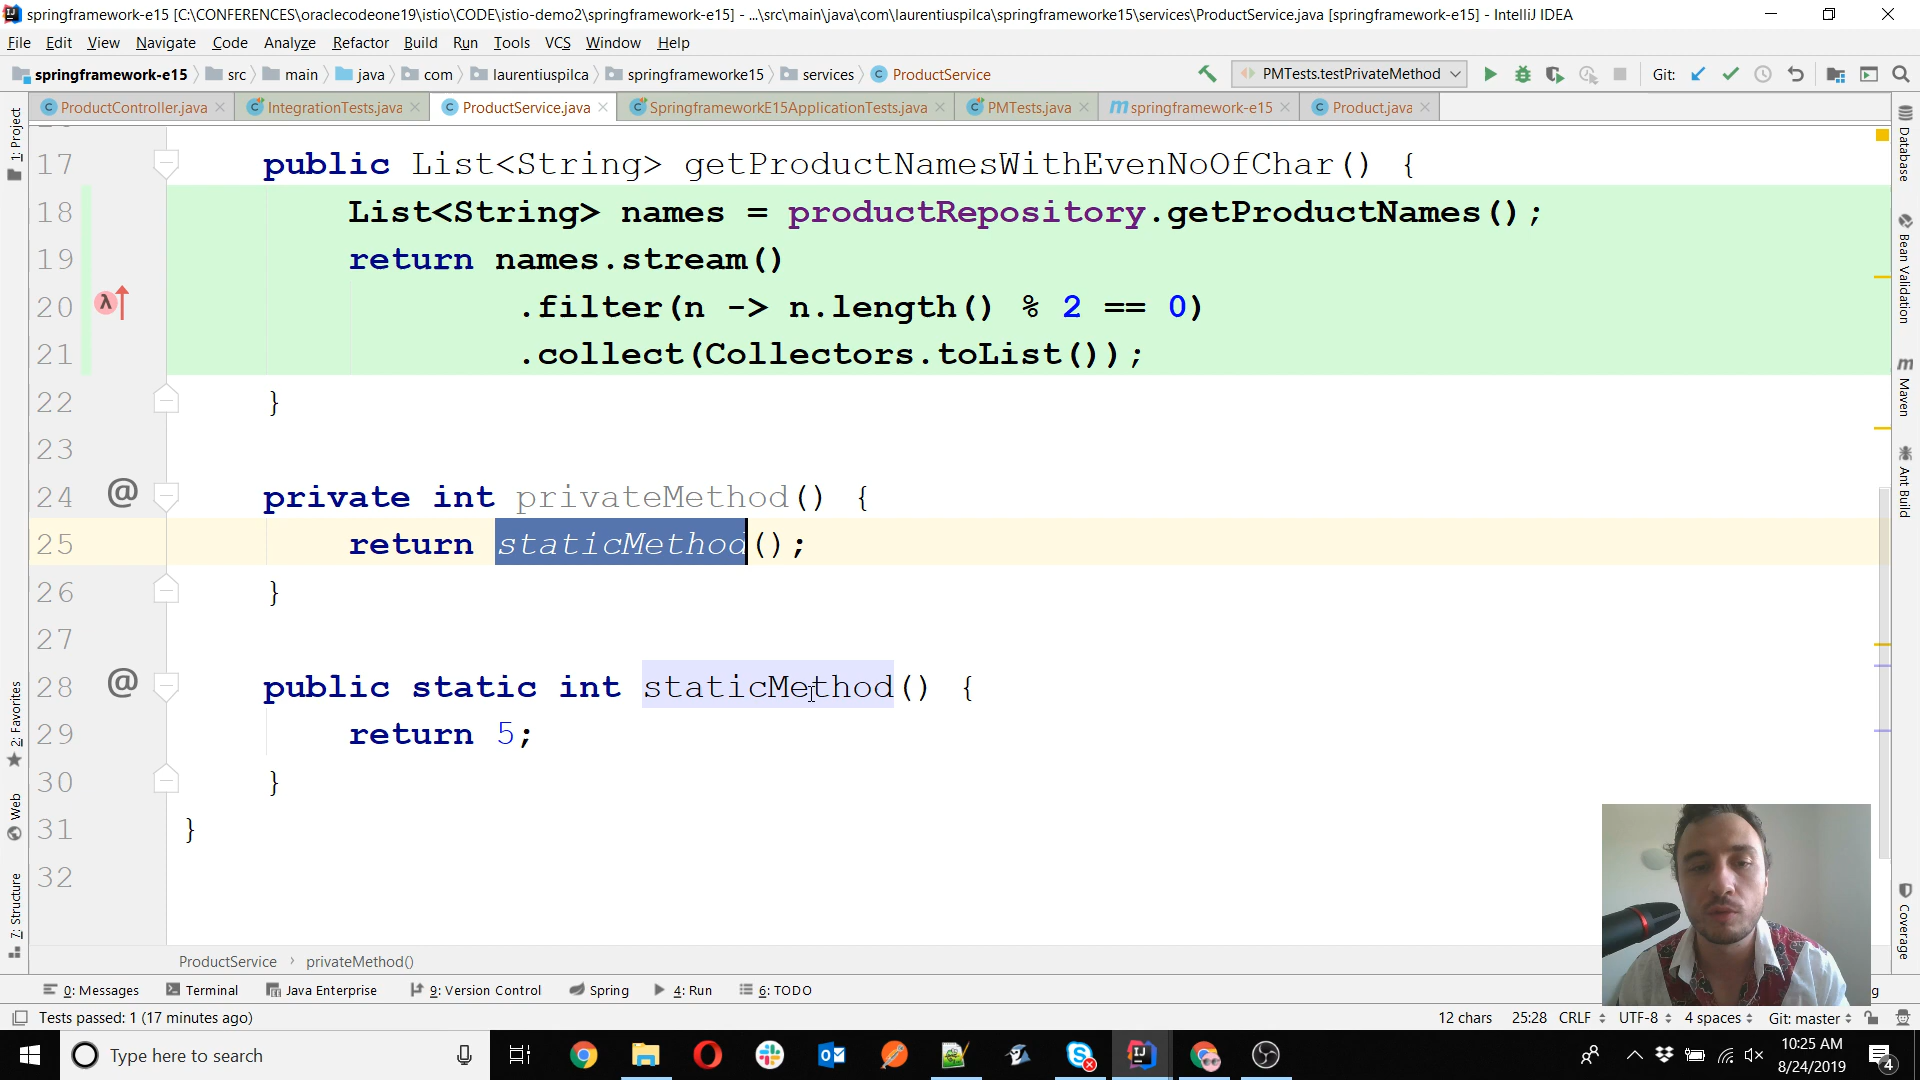 springframework-e15 [C:\CONFERENCES\oraclecodeone19\istio\CODE\istio-demo2\springframework-e15] - ...\src\main\java\com\laurentiuspilca\springframeworke15\services\ProductService.java [springframework-e15] - IntelliJ IDEA
File Edit View Navigate Code Analyze Refactor Build Run Tools VCS Window Help
springframework-e15 src main java com laurentiuspilca springframeworke15 services ProductService PMTests.testPrivateMethod Git:
ProductController.java IntegrationTests.java ProductService.java SpringframeworkE15ApplicationTests.java PMTests.java springframework-e15 Product.java
17 public List<String> getProductNamesWithEvenNoOfChar() {
18 List<String> names = productRepository.getProductNames();
19 return names.stream()
20 .filter(n -> n.length() % 2 == 0)
21 .collect(Collectors.toList());
22 }
23
24 @ private int privateMethod() {
25 return staticMethod();
26 }
27
28 @ public static int staticMethod() {
29 return 5;
30 }
31 }
32
1: Project
2: Favorites
Web
7: Structure
Database
Bean Validation
Maven
Ant Build
Coverage
ProductService › privateMethod()
0: Messages Terminal Java Enterprise 9: Version Control Spring 4: Run 6: TODO
Tests passed: 1 (17 minutes ago) 12 chars 25:28 CRLF UTF-8 4 spaces Git: master
Type here to search 10:25 AM
8/24/2019 4